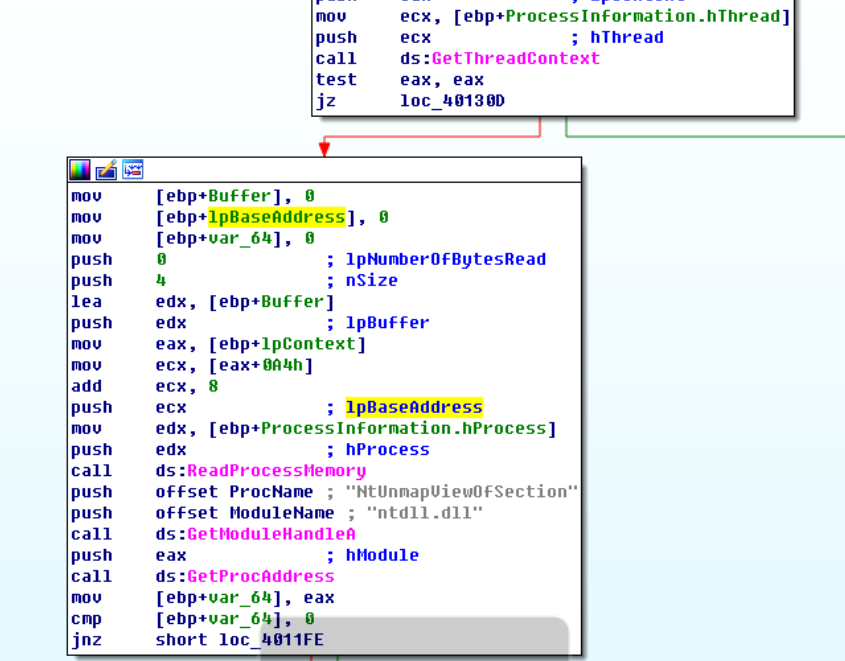 mov ecx, [ebp+ProcessInformation.hThread]
push ecx ; hThread
call ds:GetThreadContext
test eax, eax
jz loc_40130D
mov [ebp+Buffer], 0
mov [ebp+lpBaseAddress], 0
mov [ebp+var_64], 0
push 0 ; lpNumberOfBytesRead
push 4 ; nSize
lea edx, [ebp+Buffer]
push edx ; lpBuffer
mov eax, [ebp+lpContext]
mov ecx, [eax+0A4h]
add ecx, 8
push ecx ; lpBaseAddress
mov edx, [ebp+ProcessInformation.hProcess]
push edx ; hProcess
call ds:ReadProcessMemory
push offset ProcName ; "NtUnmapViewOfSection"
push offset ModuleName ; "ntdll.dll"
call ds:GetModuleHandleA
push eax ; hModule
call ds:GetProcAddress
mov [ebp+var_64], eax
cmp [ebp+var_64], 0
jnz short loc_4011FE